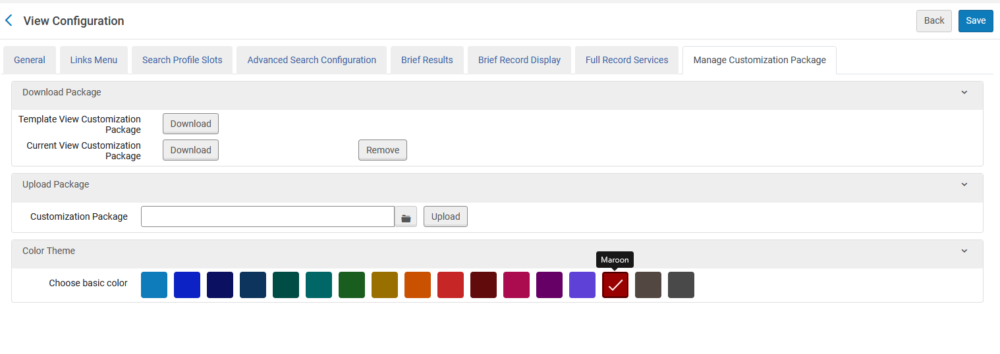 View Configuration
Back
Save
General
Links Menu
Search Profile Slots
Advanced Search Configuration
Brief Results
Brief Record Display
Full Record Services
Manage Customization Package
Download Package
Template View Customization
Package
Download
Current View Customization
Package
Download
Remove
Upload Package
Customization Package
Upload
Color Theme
Maroon
Choose basic color